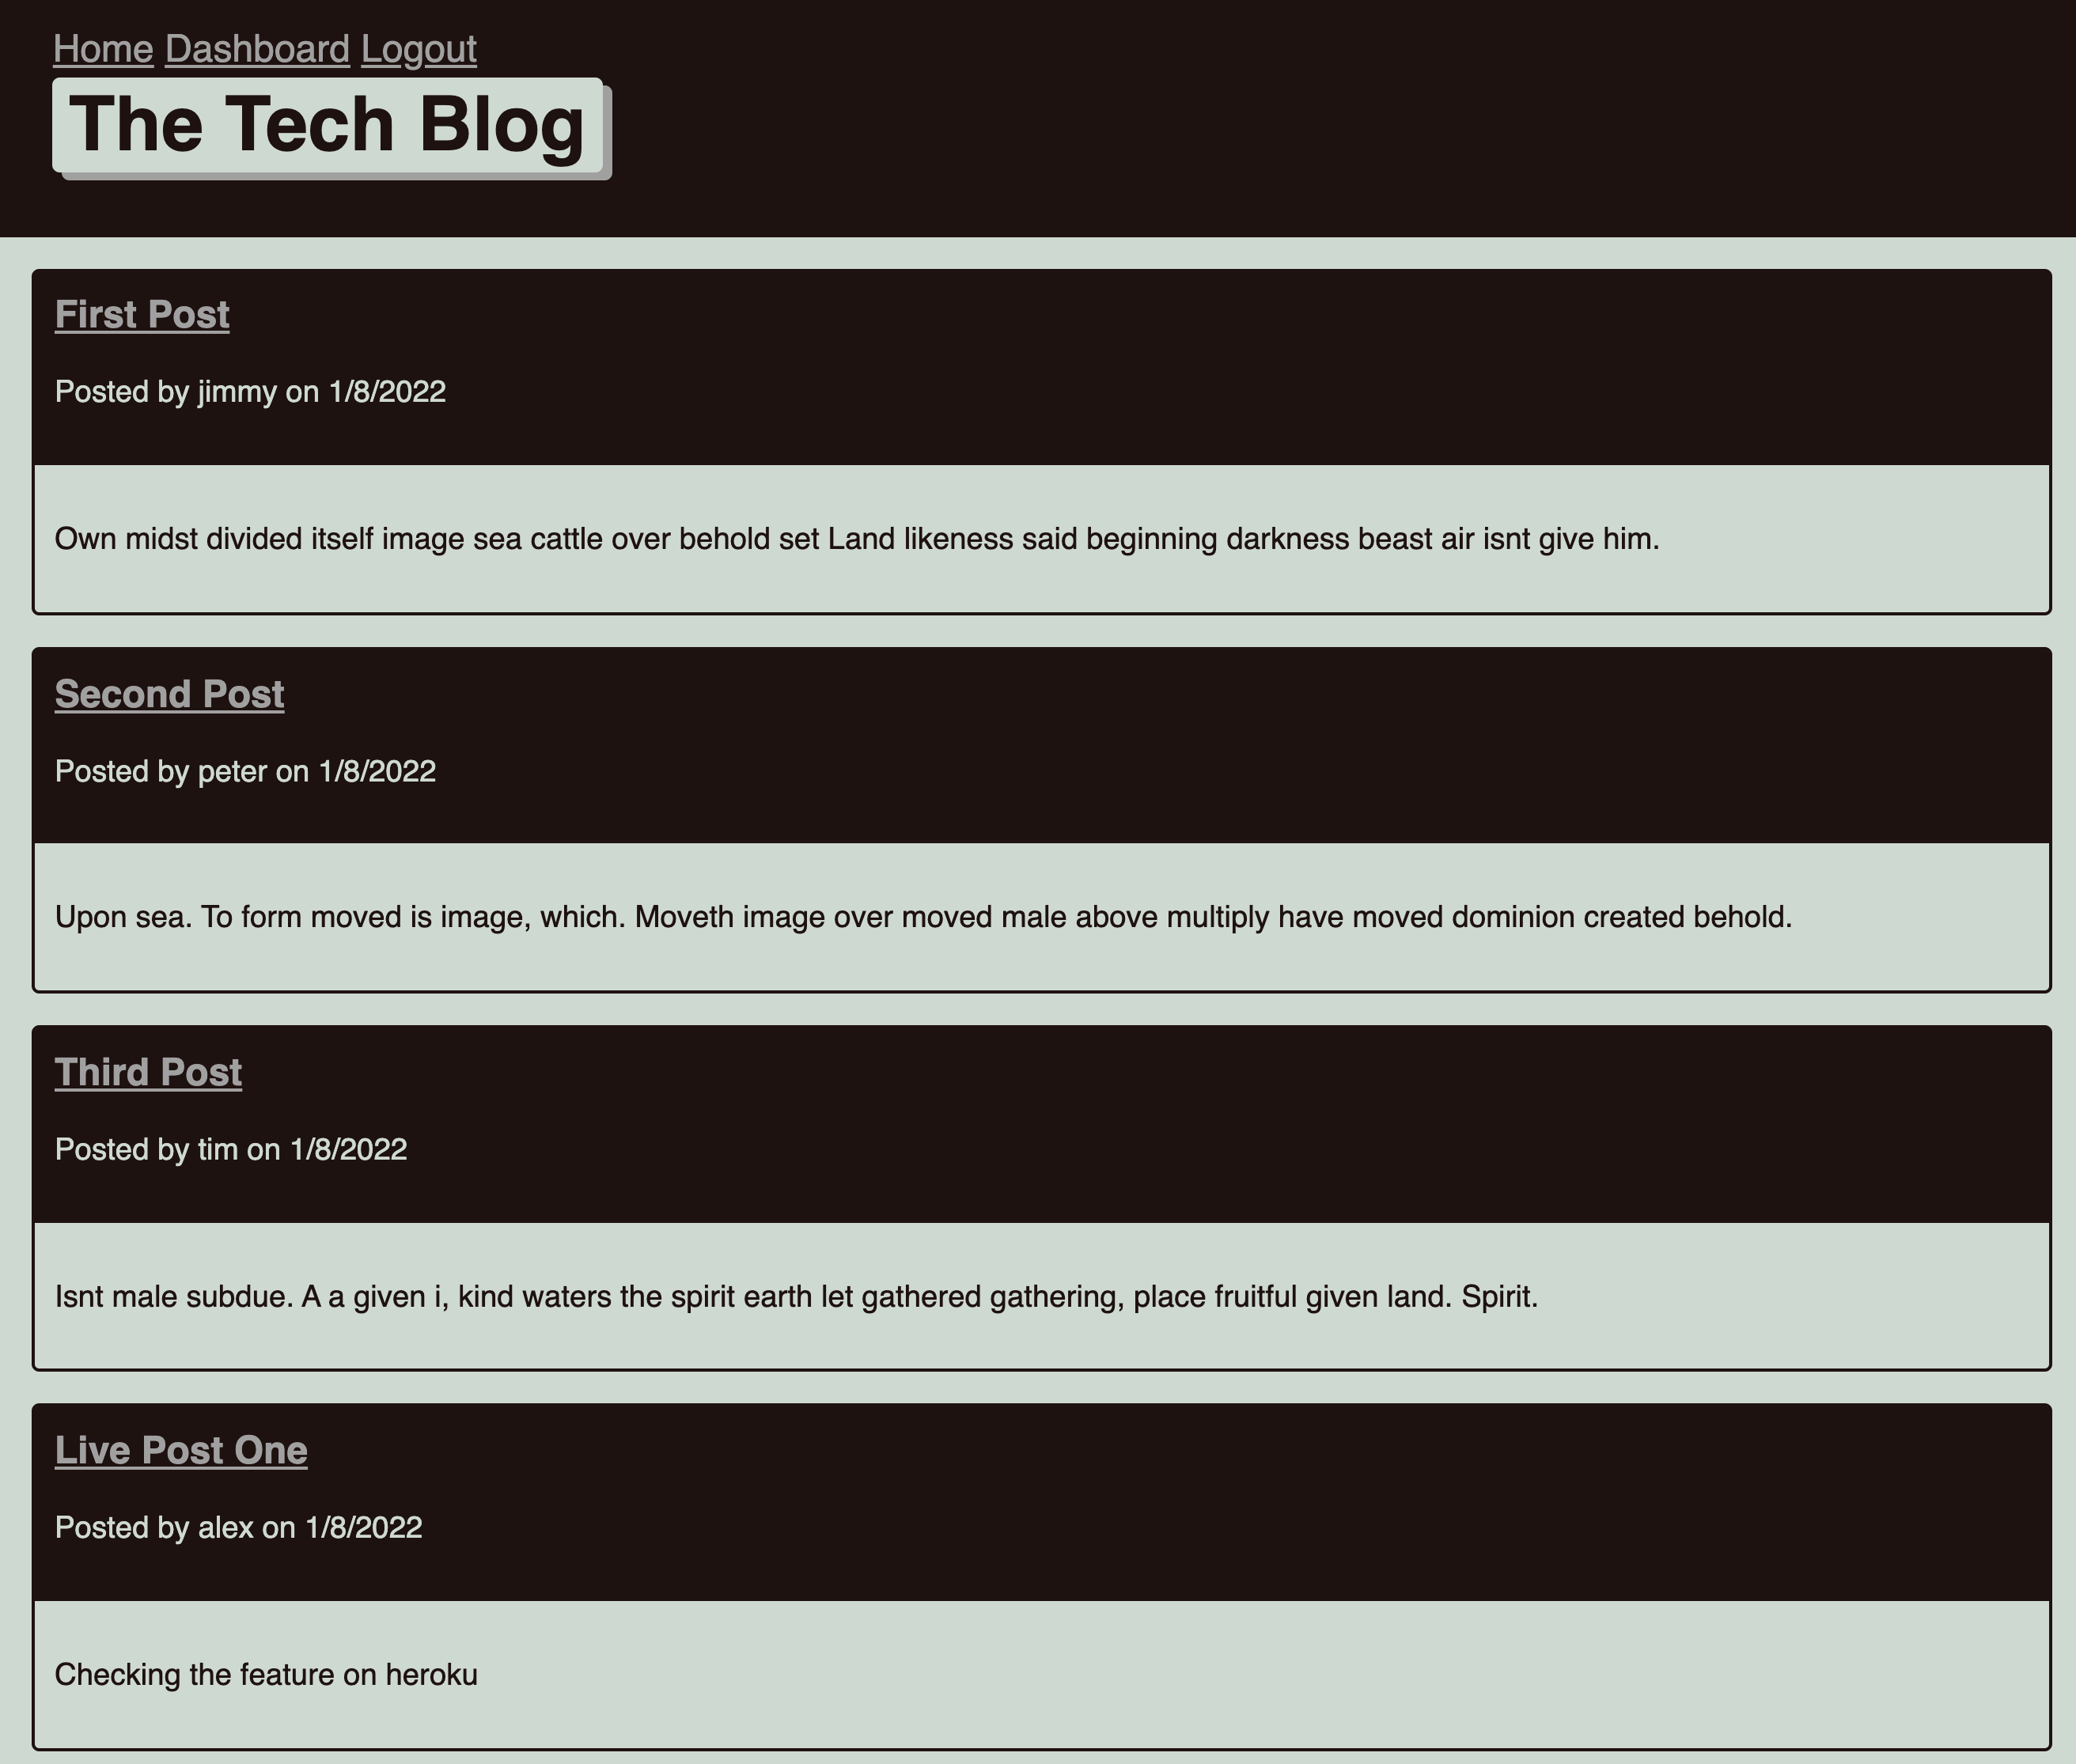 Home Dashboard Logout
The Tech Blog
First Post
Posted by jimmy on 1/8/2022
Own midst divided itself image sea cattle over behold set Land likeness said beginning darkness beast air isnt give him.
Second Post
Posted by peter on 1/8/2022
Upon sea. To form moved is image, which. Moveth image over moved male above multiply have moved dominion created behold.
Third Post
Posted by tim on 1/8/2022
Isnt male subdue. A a given i, kind waters the spirit earth let gathered gathering, place fruitful given land. Spirit.
Live Post One
Posted by alex on 1/8/2022
Checking the feature on heroku